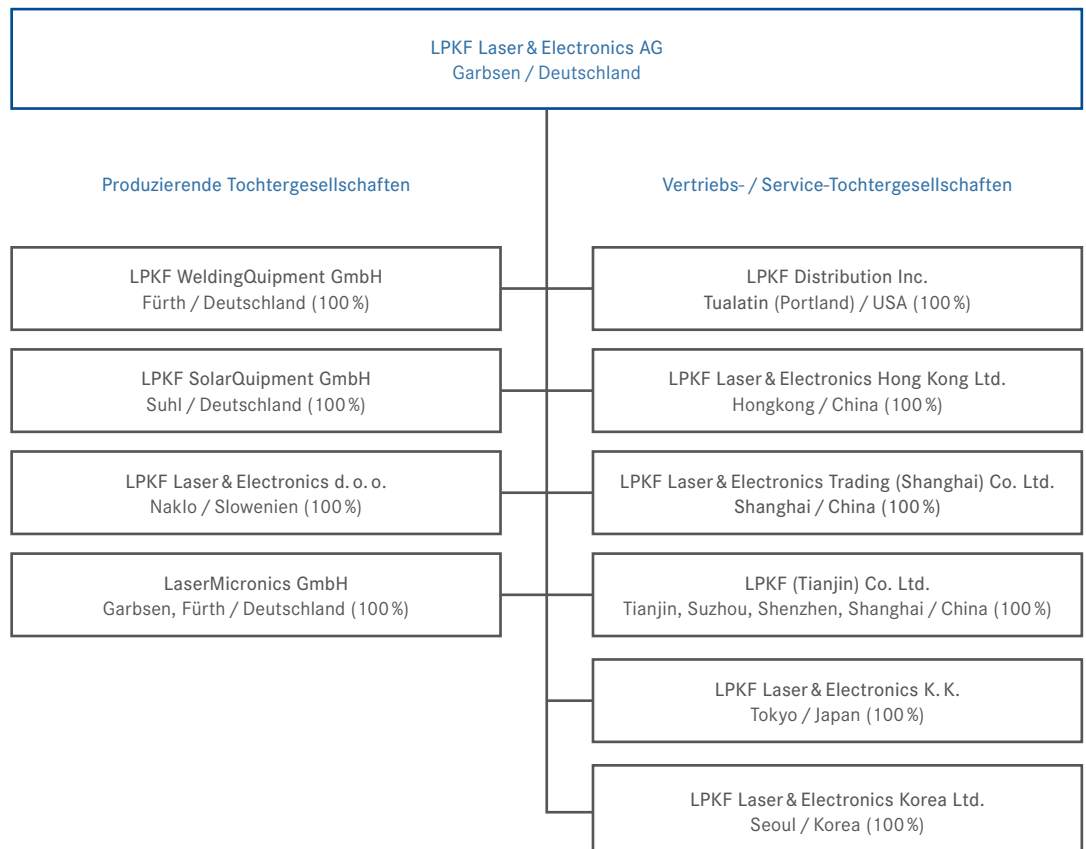 LPKF Laser & Electronics AG
Garbsen / Deutschland
Produzierende Tochtergesellschaften
LPKF WeldingQuipment GmbH
Fürth / Deutschland (100 %)
LPKF SolarQuipment GmbH
Suhl / Deutschland (100 %)
LPKF Laser & Electronics d. o. o.
Naklo / Slowenien (100 %)
LaserMicronics GmbH
Garbsen, Fürth / Deutschland (100 %)
Vertriebs- / Service-Tochtergesellschaften
LPKF Distribution Inc.
Tualatin (Portland) / USA (100 %)
LPKF Laser & Electronics Hong Kong Ltd.
Hongkong / China (100 %)
LPKF Laser & Electronics Trading (Shanghai) Co. Ltd.
Shanghai / China (100 %)
LPKF (Tianjin) Co. Ltd.
Tianjin, Suzhou, Shenzhen, Shanghai / China (100 %)
LPKF Laser & Electronics K. K.
Tokyo / Japan (100 %)
LPKF Laser & Electronics Korea Ltd.
Seoul / Korea (100 %)